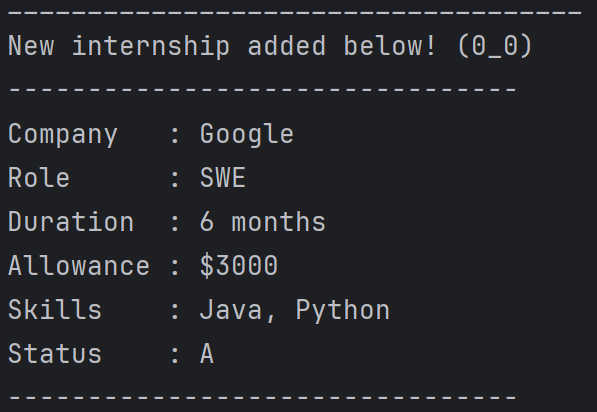 ------------------------------------
New internship added below! (0_0)
--------------------------------
Company   : Google
Role      : SWE
Duration  : 6 months
Allowance : $3000
Skills    : Java, Python
Status    : A
--------------------------------